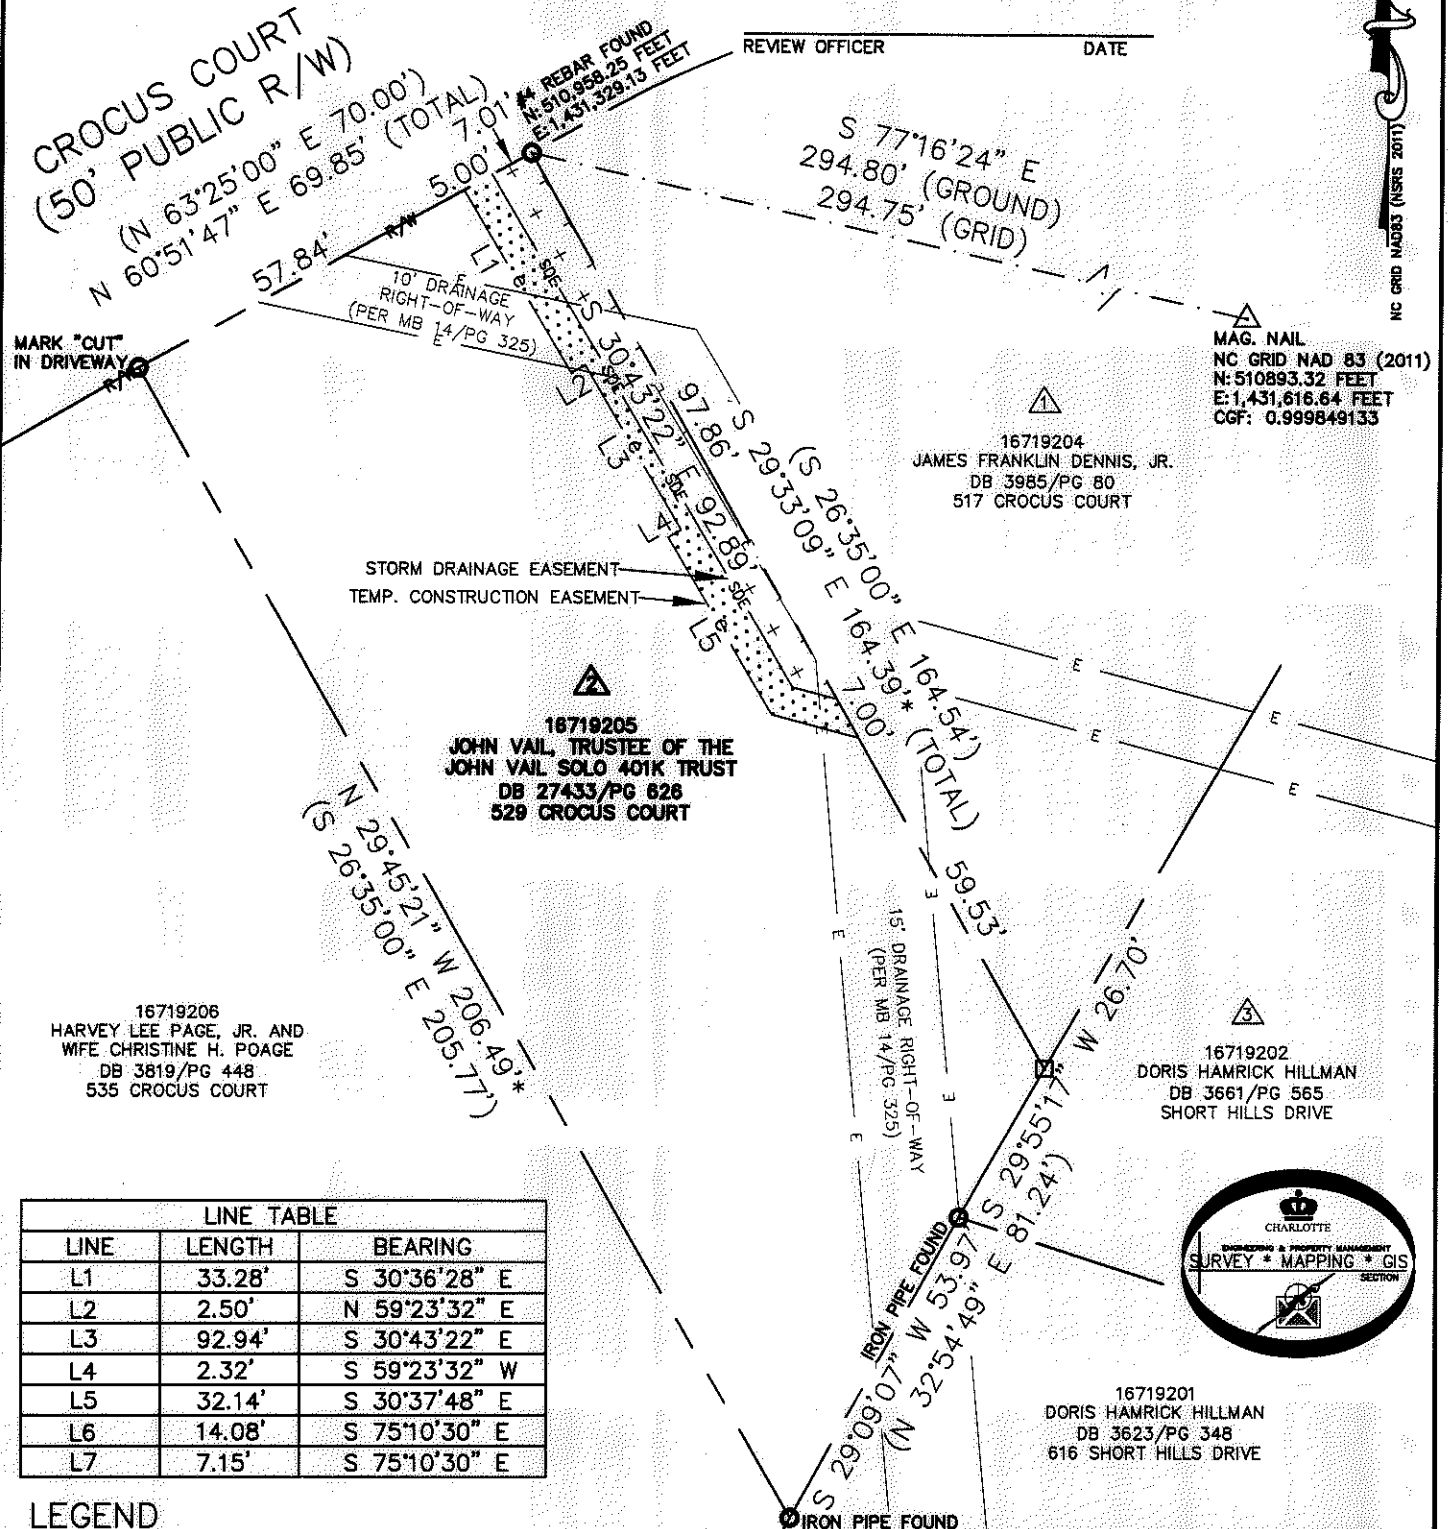 CROCUS COURT
(50' PUBLIC R/W)
(N 63°25'00" E 70.00')
N 60°51'47" E 69.85' (TOTAL)
57.84'
5.00'
7.01'
R/W
R/W
#4 REBAR FOUND
N:510,958.25 FEET
E:1,431,329.13 FEET
REVIEW OFFICER DATE
S 77°16'24" E
294.80' (GROUND)
294.75' (GRID)
NC GRID NAD83 (NSRS 2011)
MAG. NAIL
NC GRID NAD 83 (2011)
N:510893.32 FEET
E:1,431,616.64 FEET
CGF: 0.999849133
MARK "CUT"
IN DRIVEWAY
10' DRAINAGE
RIGHT-OF-WAY
(PER MB 14/PG 325)
E
E
L1
L2
L3
L4
L5
e
e
e
SDE
SDE
SDE
SDE
S 30°43'22" E 92.89'
97.86'
S 29°33'09" E 164.39'* (TOTAL)
(S 26°35'00" E 164.54')
7.00'
59.53'
1
16719204
JAMES FRANKLIN DENNIS, JR.
DB 3985/PG 80
517 CROCUS COURT
STORM DRAINAGE EASEMENT
TEMP. CONSTRUCTION EASEMENT
2
16719205
JOHN VAIL, TRUSTEE OF THE
JOHN VAIL SOLO 401K TRUST
DB 27433/PG 626
529 CROCUS COURT
E
E
E
E
N 29°45'21" W 206.49'*
(S 26°35'00" E 205.77')
16719206
HARVEY LEE PAGE, JR. AND
WIFE CHRISTINE H. POAGE
DB 3819/PG 448
535 CROCUS COURT
15' DRAINAGE RIGHT-OF-WAY
(PER MB 14/PG 325)
E
E
E
E
S 29°55'17" W 26.70'
3
16719202
DORIS HAMRICK HILLMAN
DB 3661/PG 565
SHORT HILLS DRIVE
IRON PIPE FOUND
S 29°09'07" W 53.97'
(N 32°54'49" E 81.24')
CHARLOTTE
ENGINEERING & PROPERTY MANAGEMENT
SURVEY * MAPPING * GIS
SECTION
16719201
DORIS HAMRICK HILLMAN
DB 3623/PG 348
616 SHORT HILLS DRIVE
IRON PIPE FOUND
LINE TABLE
LINE LENGTH BEARING
L1 33.28' S 30°36'28" E
L2 2.50' N 59°23'32" E
L3 92.94' S 30°43'22" E
L4 2.32' S 59°23'32" W
L5 32.14' S 30°37'48" E
L6 14.08' S 75°10'30" E
L7 7.15' S 75°10'30" E
LEGEND